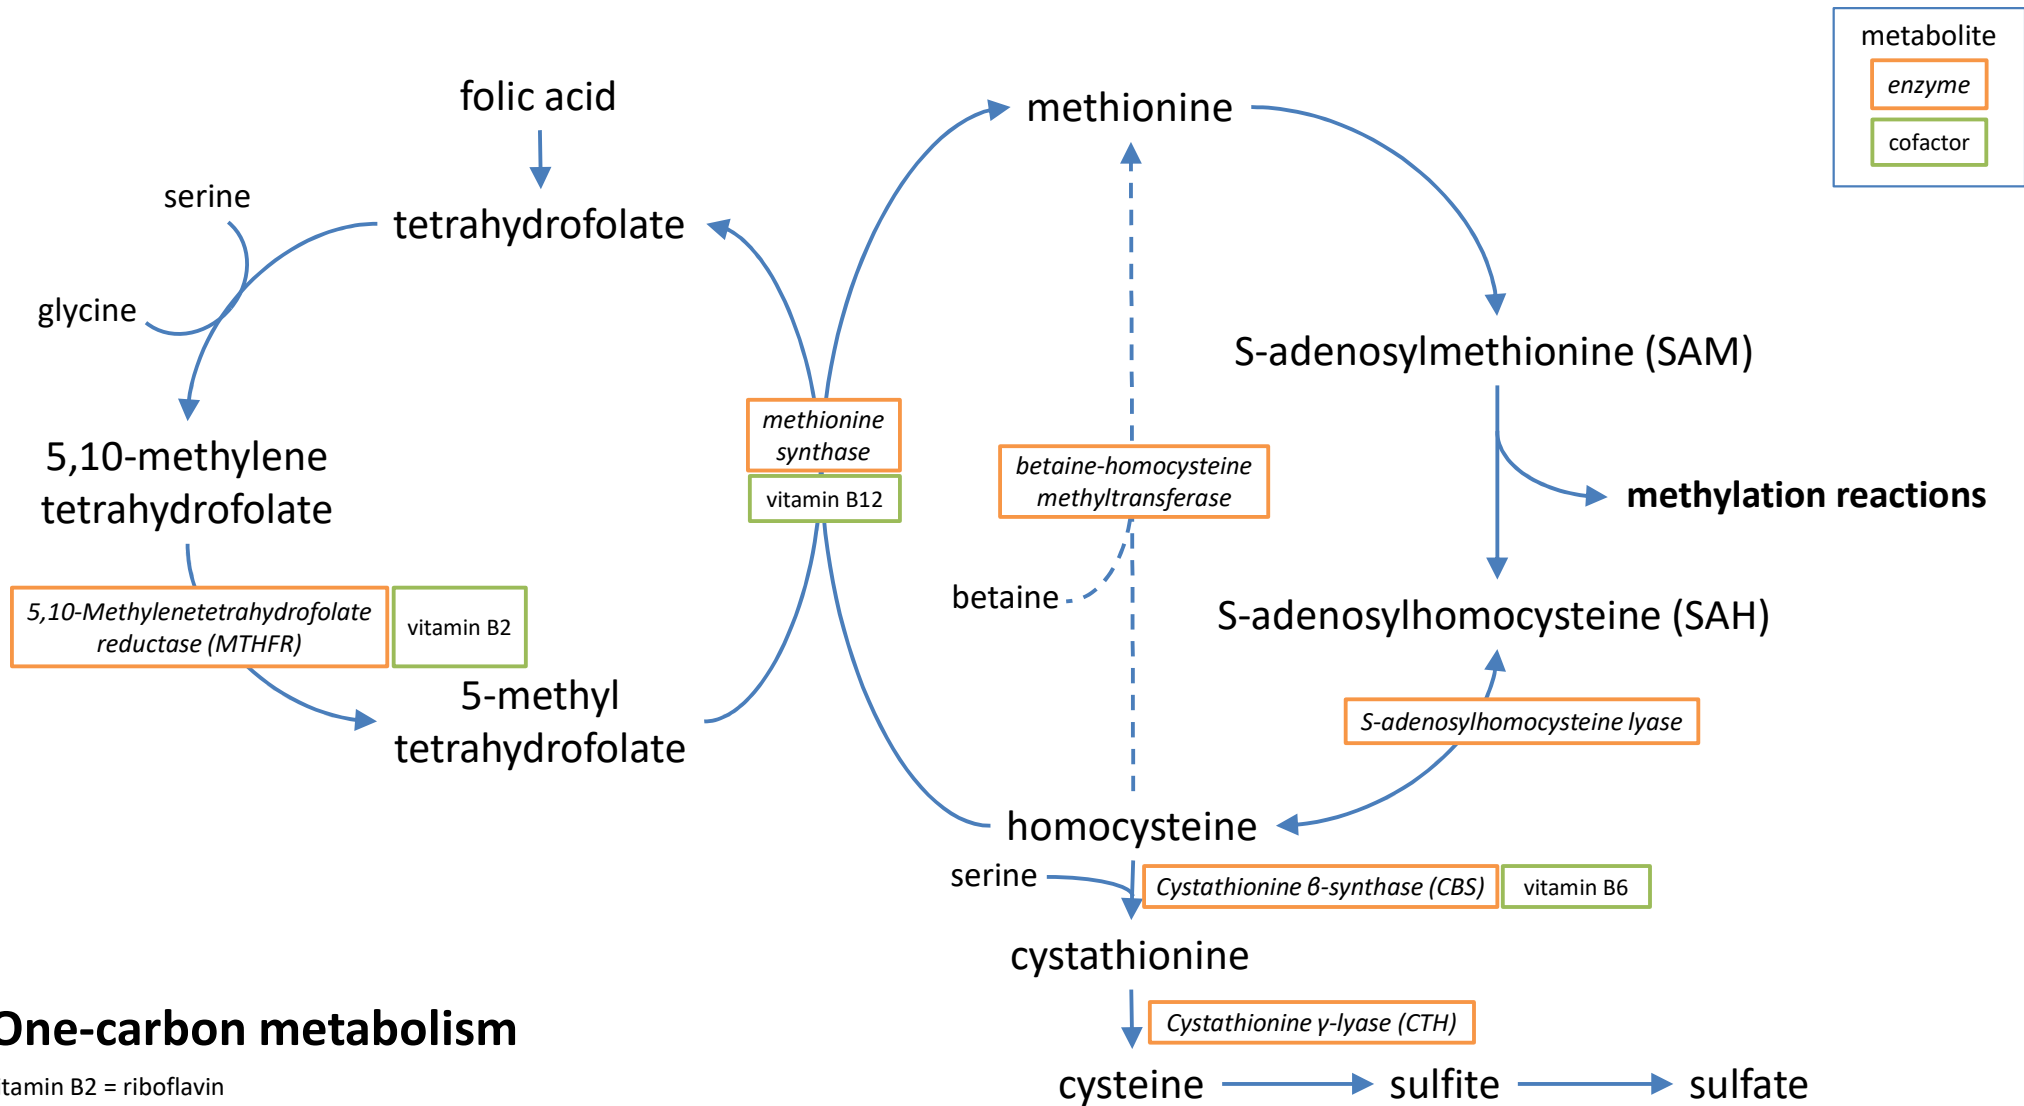 metabolite
enzyme
cofactor
folic acid
methionine
serine
tetrahydrofolate
glycine
S-adenosylmethionine (SAM)
methionine
synthase
vitamin B12
5,10-methylene
tetrahydrofolate
betaine-homocysteine
methyltransferase
methylation reactions
betaine
5,10-Methylenetetrahydrofolate
reductase (MTHFR)
vitamin B2
S-adenosylhomocysteine (SAH)
5-methyl
tetrahydrofolate
S-adenosylhomocysteine lyase
homocysteine
serine
Cystathionine β-synthase (CBS)
vitamin B6
cystathionine
One-carbon metabolism
Cystathionine γ-lyase (CTH)
cysteine
sulfite
sulfate
itamin B2 = riboflavin